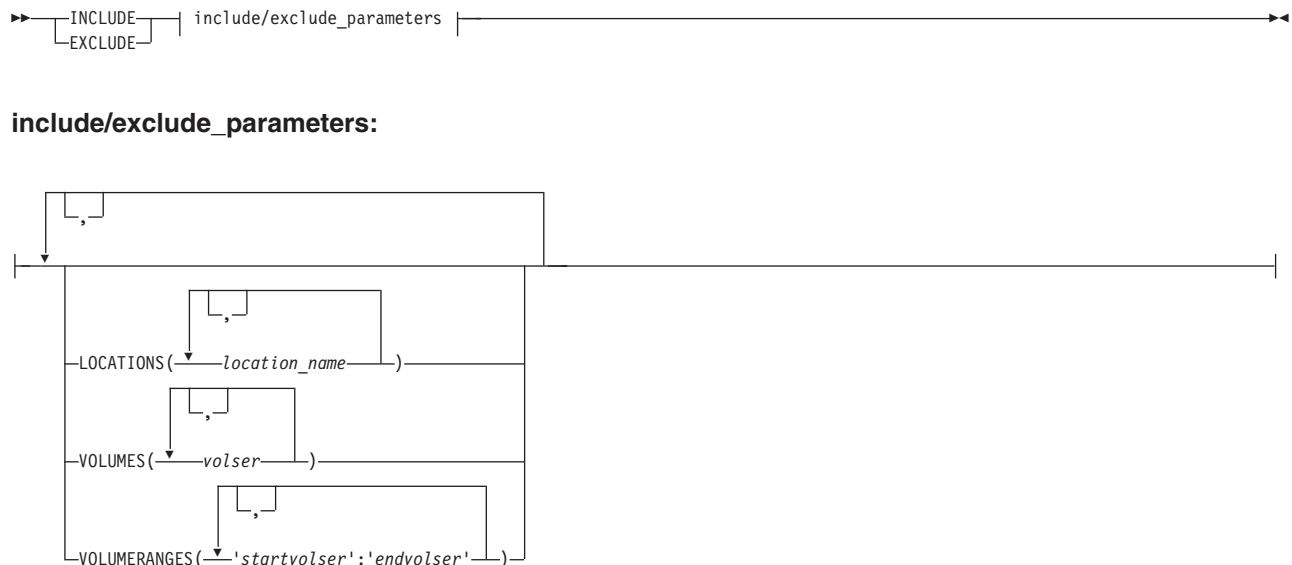 INCLUDE include/exclude_parameters
EXCLUDE
include/exclude_parameters:
,
,
LOCATIONS( location_name )
,
VOLUMES( volser )
,
VOLUMERANGES( 'startvolser':'endvolser' )